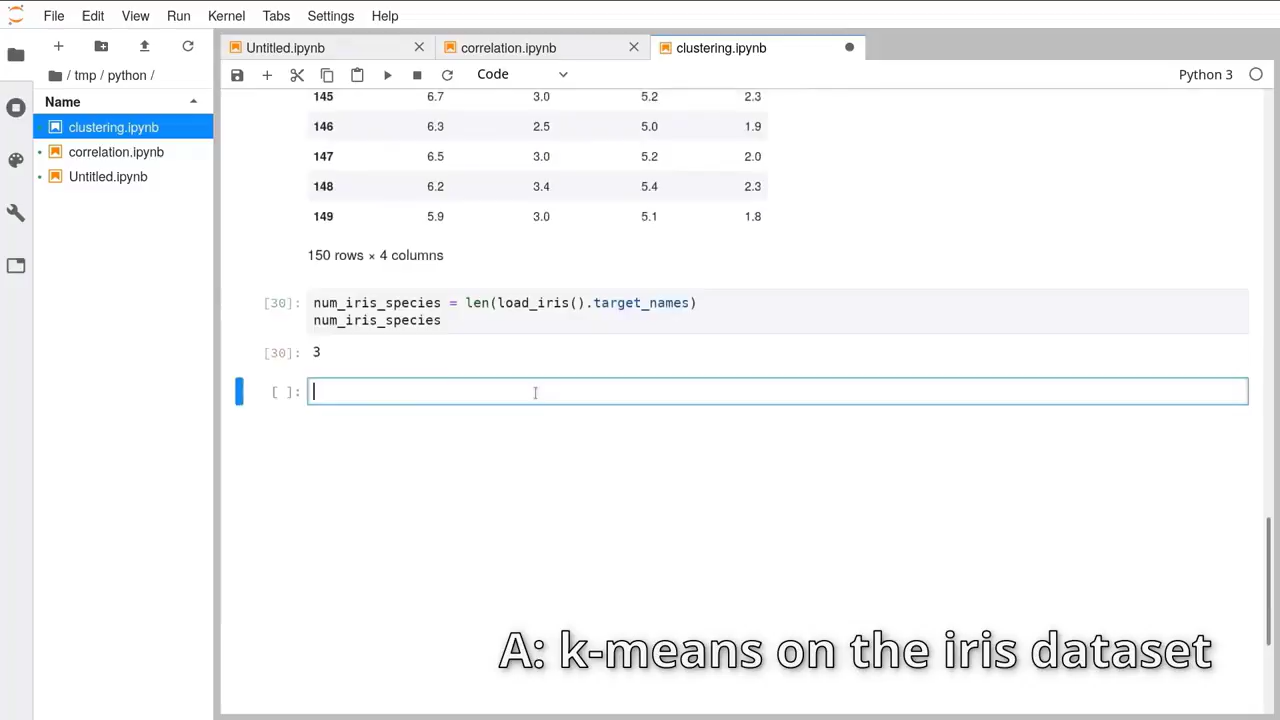 File Edit View Run Kernel Tabs Settings Help
Untitled.ipynb correlation.ipynb clustering.ipynb
Code Python 3
/ tmp / python /
Name
clustering.ipynb
correlation.ipynb
Untitled.ipynb
145 6.7 3.0 5.2 2.3
146 6.3 2.5 5.0 1.9
147 6.5 3.0 5.2 2.0
148 6.2 3.4 5.4 2.3
149 5.9 3.0 5.1 1.8
150 rows × 4 columns
[30]: num_iris_species = len(load_iris().target_names)
num_iris_species
[30]: 3
[ ]:
A: k-means on the iris dataset